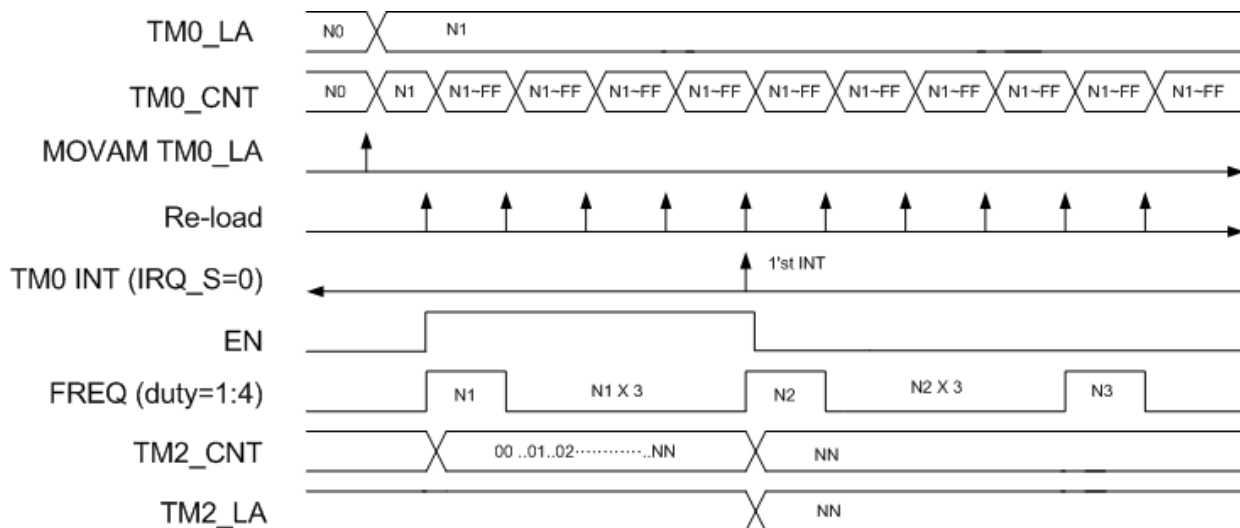 TM0_LA N0 N1
TM0_CNT N0 N1 N1~FF N1~FF N1~FF N1~FF N1~FF N1~FF N1~FF N1~FF N1~FF N1~FF
MOVAM TM0_LA
Re-load
TM0 INT (IRQ_S=0) 1'st INT
EN
FREQ (duty=1:4) N1 N1 X 3 N2 N2 X 3 N3
TM2_CNT 00 ..01..02............NN NN
TM2_LA NN